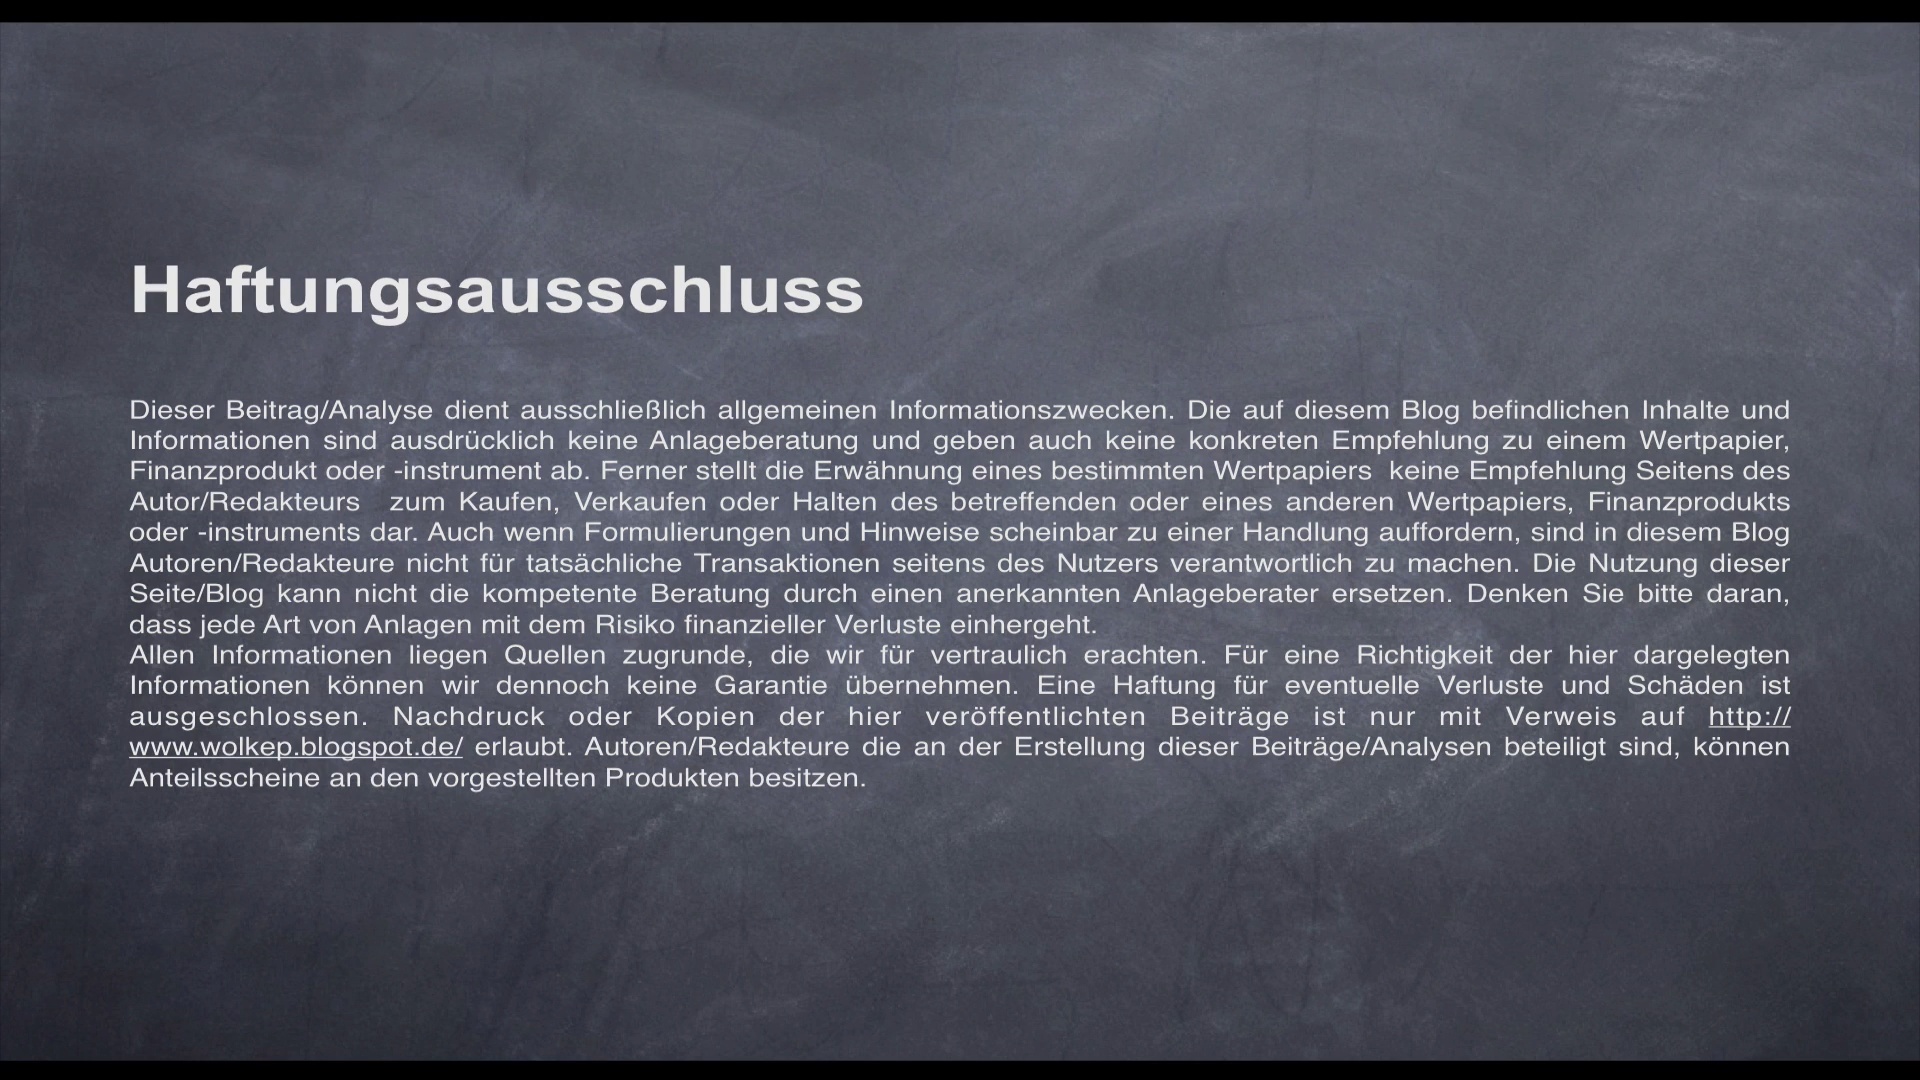 Haftungsausschluss
Dieser Beitrag/Analyse dient ausschließlich allgemeinen Informationszwecken. Die auf diesem Blog befindlichen Inhalte und
Informationen sind ausdrücklich keine Anlageberatung und geben auch keine konkreten Empfehlung zu einem Wertpapier,
Finanzprodukt oder -instrument ab. Ferner stellt die Erwähnung eines bestimmten Wertpapiers keine Empfehlung Seitens des
Autor/Redakteurs zum Kaufen, Verkaufen oder Halten des betreffenden oder eines anderen Wertpapiers, Finanzprodukts
oder -instruments dar. Auch wenn Formulierungen und Hinweise scheinbar zu einer Handlung auffordern, sind in diesem Blog
Autoren/Redakteure nicht für tatsächliche Transaktionen seitens des Nutzers verantwortlich zu machen. Die Nutzung dieser
Seite/Blog kann nicht die kompetente Beratung durch einen anerkannten Anlageberater ersetzen. Denken Sie bitte daran,
dass jede Art von Anlagen mit dem Risiko finanzieller Verluste einhergeht.
Allen Informationen liegen Quellen zugrunde, die wir für vertraulich erachten. Für eine Richtigkeit der hier dargelegten
Informationen können wir dennoch keine Garantie übernehmen. Eine Haftung für eventuelle Verluste und Schäden ist
ausgeschlossen. Nachdruck oder Kopien der hier veröffentlichten Beiträge ist nur mit Verweis auf http://
www.wolkep.blogspot.de/ erlaubt. Autoren/Redakteure die an der Erstellung dieser Beiträge/Analysen beteiligt sind, können
Anteilsscheine an den vorgestellten Produkten besitzen.